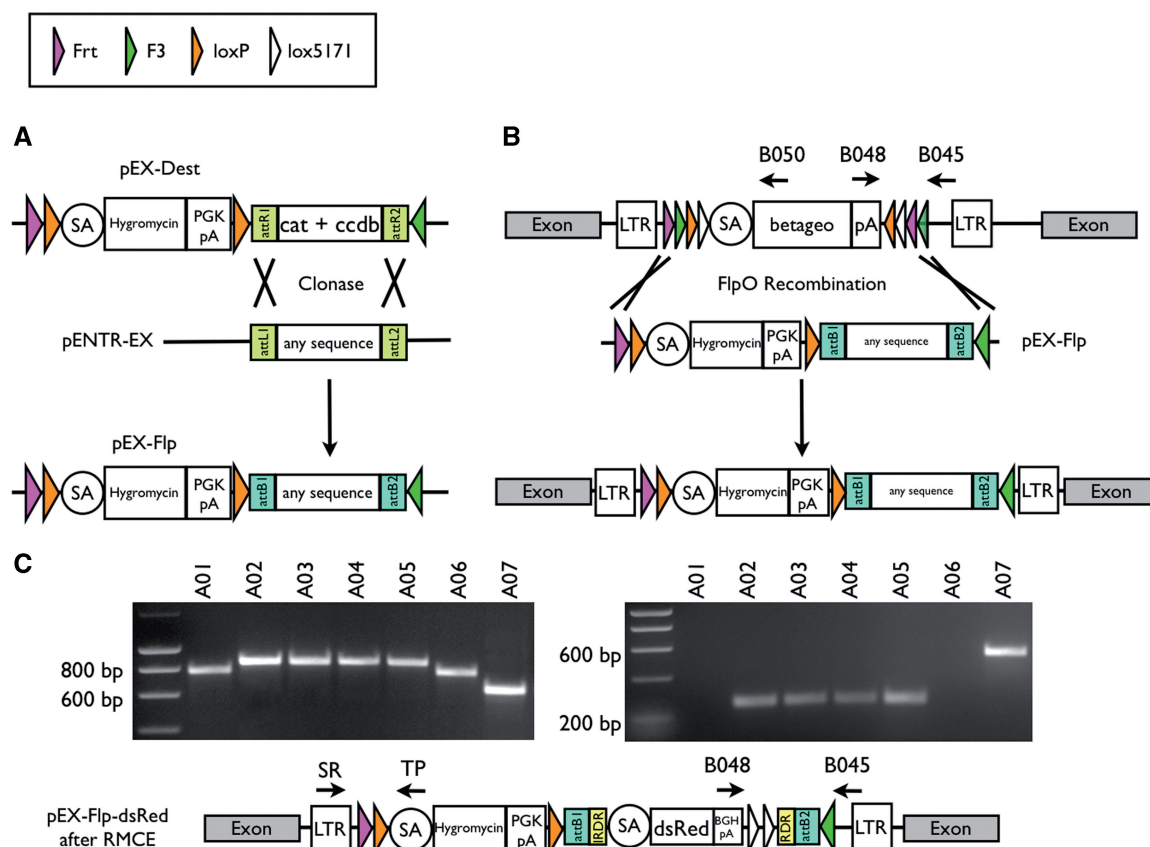 Frt F3 loxP lox5171
A
pEX-Dest
SA Hygromycin PGK pA attR1 cat + ccdb attR2
Clonase
pENTR-EX attL1 any sequence attL2
pEX-Flp
SA Hygromycin PGK pA attB1 any sequence attB2
B
B050 B048 B045
Exon LTR SA betageo pA LTR Exon
FlpO Recombination
SA Hygromycin PGK pA attB1 any sequence attB2 pEX-Flp
Exon LTR SA Hygromycin PGK pA attB1 any sequence attB2 LTR Exon
C
A01 A02 A03 A04 A05 A06 A07
800 bp
600 bp
A01 A02 A03 A04 A05 A06 A07
600 bp
200 bp
SR TP B048 B045
pEX-Flp-dsRed
after RMCE
Exon LTR SA Hygromycin PGK pA attB1 IRDR SA dsRed BGH pA RDR attB2 LTR Exon